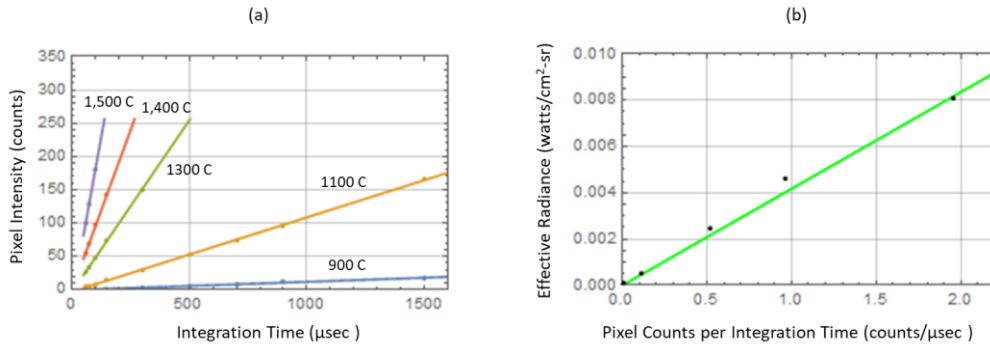 (a)
Pixel Intensity (counts)
350
300
250
200
150
100
50
0
1,500 C
1,400 C
1300 C
1100 C
900 C
0 500 1000 1500
Integration Time (µsec )
(b)
Effective Radiance (watts/cm²-sr)
0.010
0.008
0.006
0.004
0.002
0.000
0.0 0.5 1.0 1.5 2.0
Pixel Counts per Integration Time (counts/µsec )